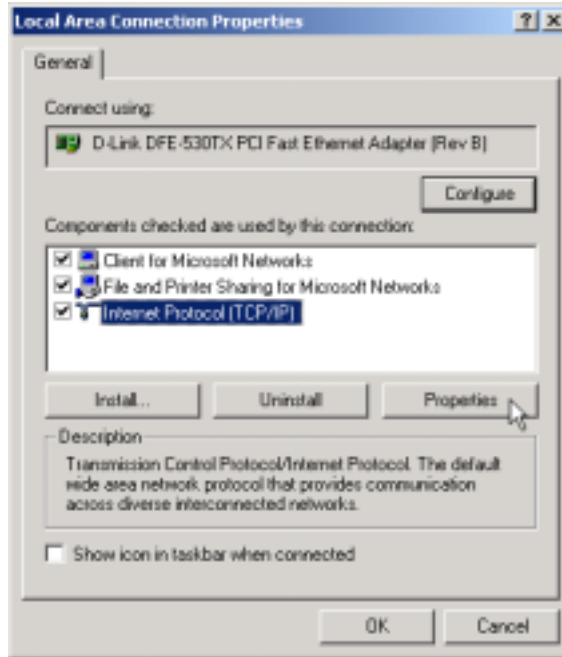 Local Area Connection Properties
General
Connect using:
D-Link DFE-530TX PCI Fast Ethernet Adapter (Rev B)
Configure
Components checked are used by this connection:
Client for Microsoft Networks
File and Printer Sharing for Microsoft Networks
Internet Protocol (TCP/IP)
Install...
Uninstall
Properties
Description
Transmission Control Protocol/Internet Protocol. The default
wide area network protocol that provides communication
across diverse interconnected networks.
Show icon in taskbar when connected
OK
Cancel